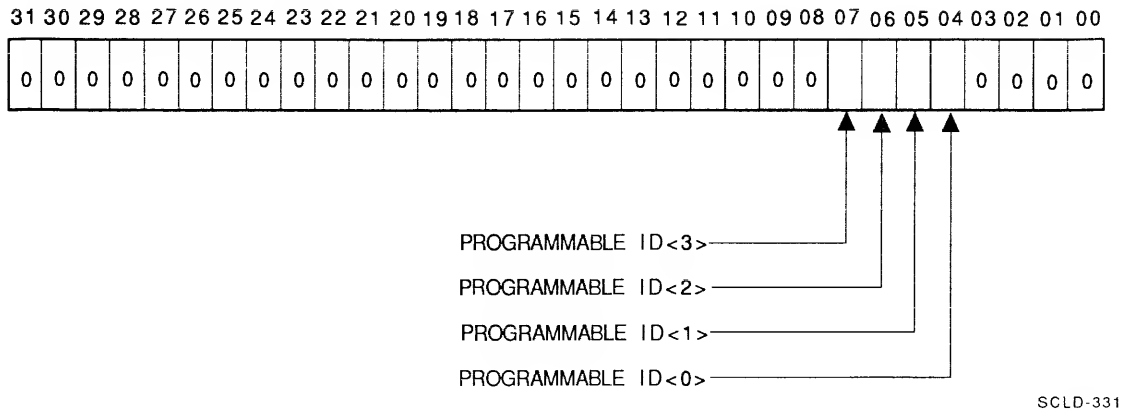 31 30 29 28 27 26 25 24 23 22 21 20 19 18 17 16 15 14 13 12 11 10 09 08 07 06 05 04 03 02 01 00
0 0 0 0 0 0 0 0 0 0 0 0 0 0 0 0 0 0 0 0 0 0 0 0 0 0 0 0
PROGRAMMABLE ID<3>
PROGRAMMABLE ID<2>
PROGRAMMABLE ID<1>
PROGRAMMABLE ID<0>
SCLD-331